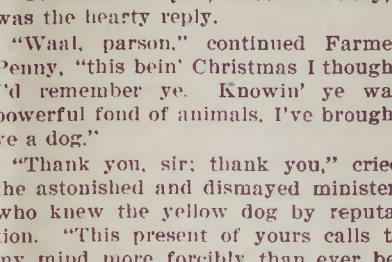 was the hearty reply.
"Waal, parson," continued Farme
Penny, "this bein' Christmas I though
I'd remember ye. Knowin' ye wa
powerful fond of animals, I've brough
ye a dog."
"Thank you, sir; thank you," cried
the astonished and dismayed minister
who knew the yellow dog by reputa
tion. "This present of yours calls t
my mind more forcibly than ever be